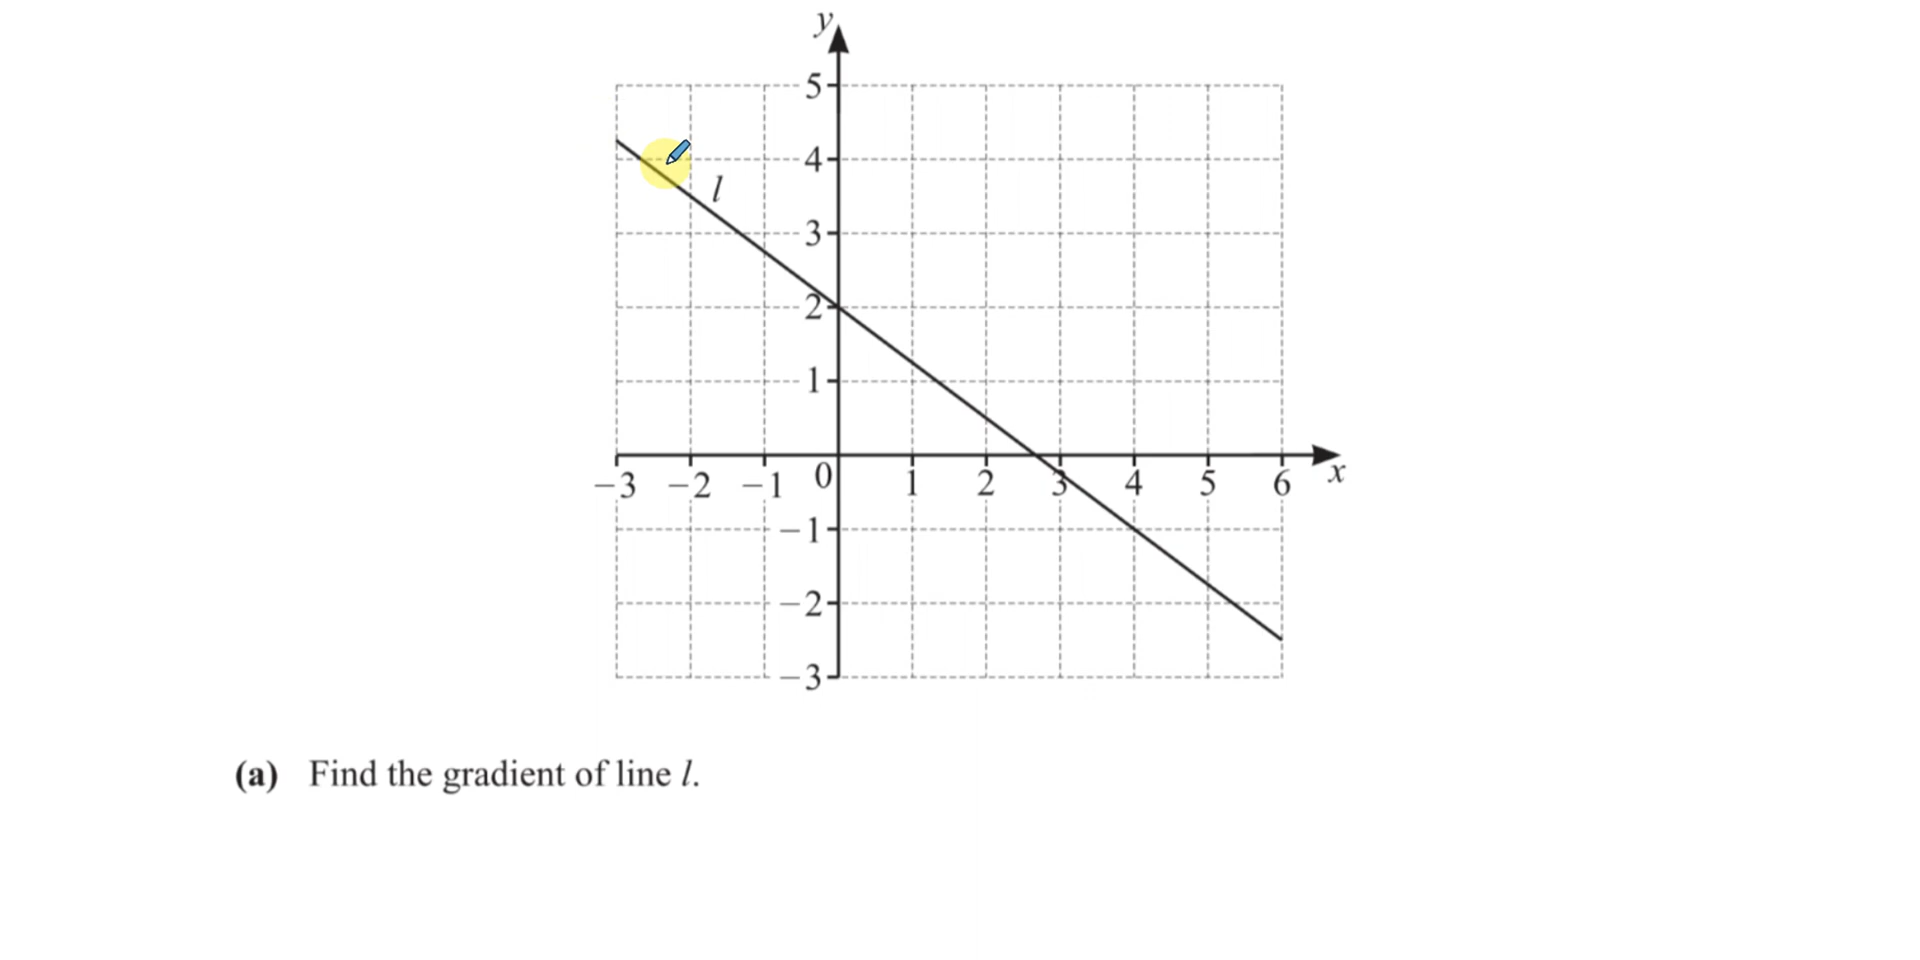 y
5
4
l
3
2
1
−3 −2 −1 0 1 2 3 4 5 6 x
−1
−2
−3
(a) Find the gradient of line l.